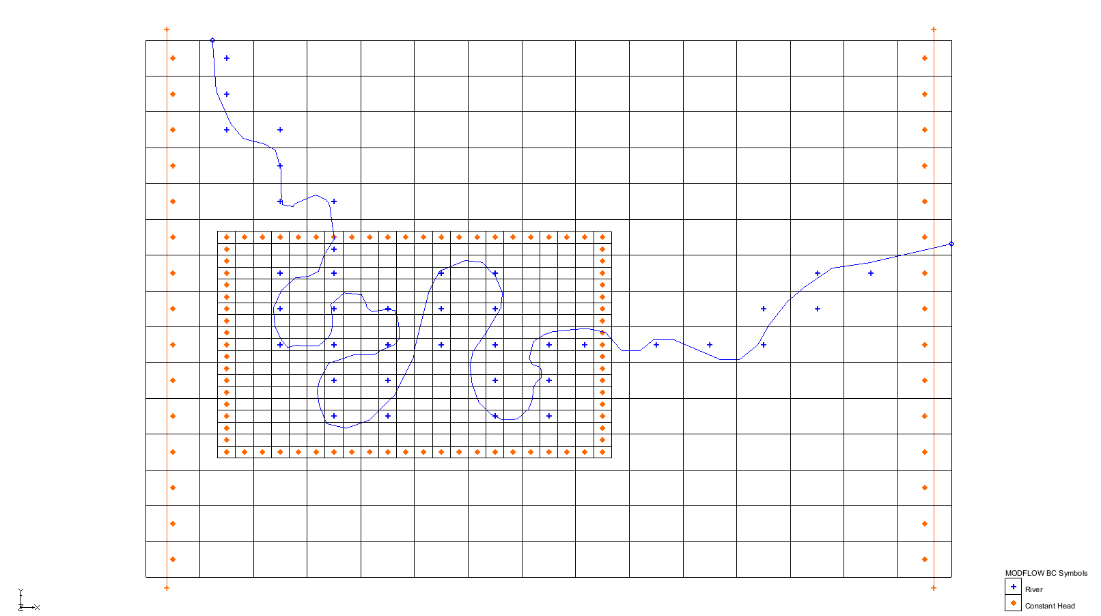 MODFLOW BC Symbols
River
Constant Head
Y
Z
X